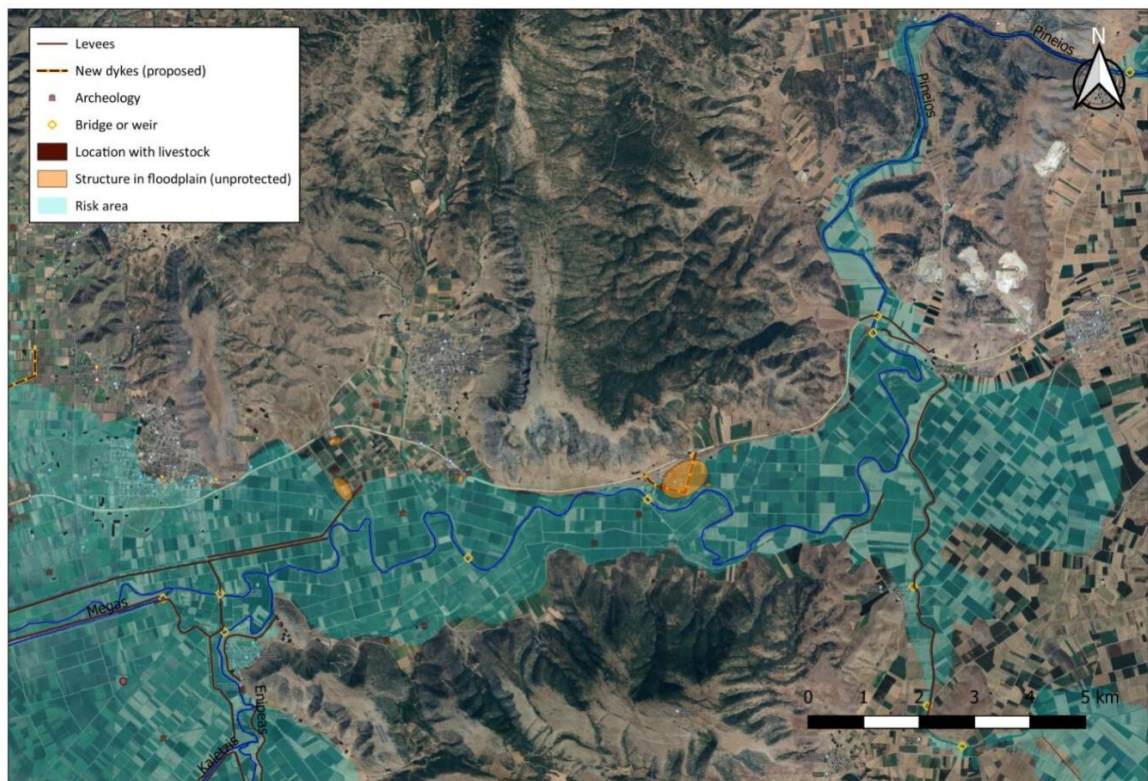 Levees
New dykes (proposed)
Archeology
Bridge or weir
Location with livestock
Structure in floodplain (unprotected)
Risk area
Pineios
N
Pineios
Megas
Enipeas
Kaletzis
0 1 2 3 4 5 km